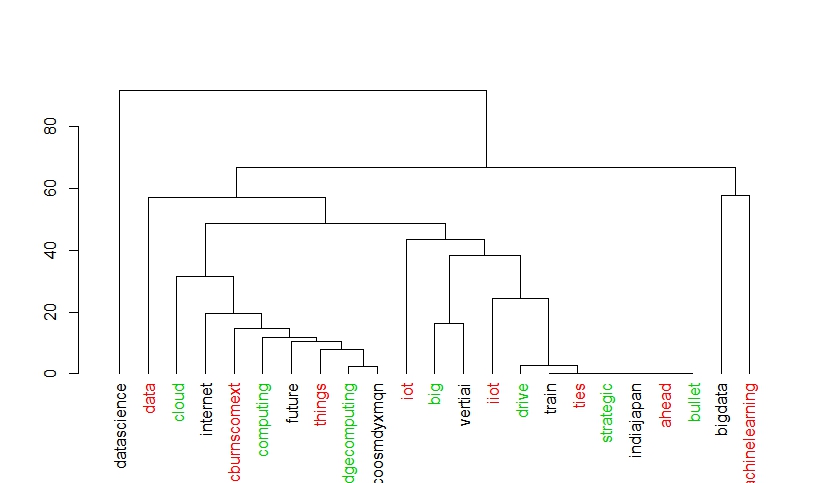 80
60
40
20
0
datascience
data
cloud
internet
cburnscomext
computing
future
things
dgecomputing
coosmdyxmqn
iot
big
vertiai
iiot
drive
train
ties
strategic
indiajapan
ahead
bullet
bigdata
achinelearning